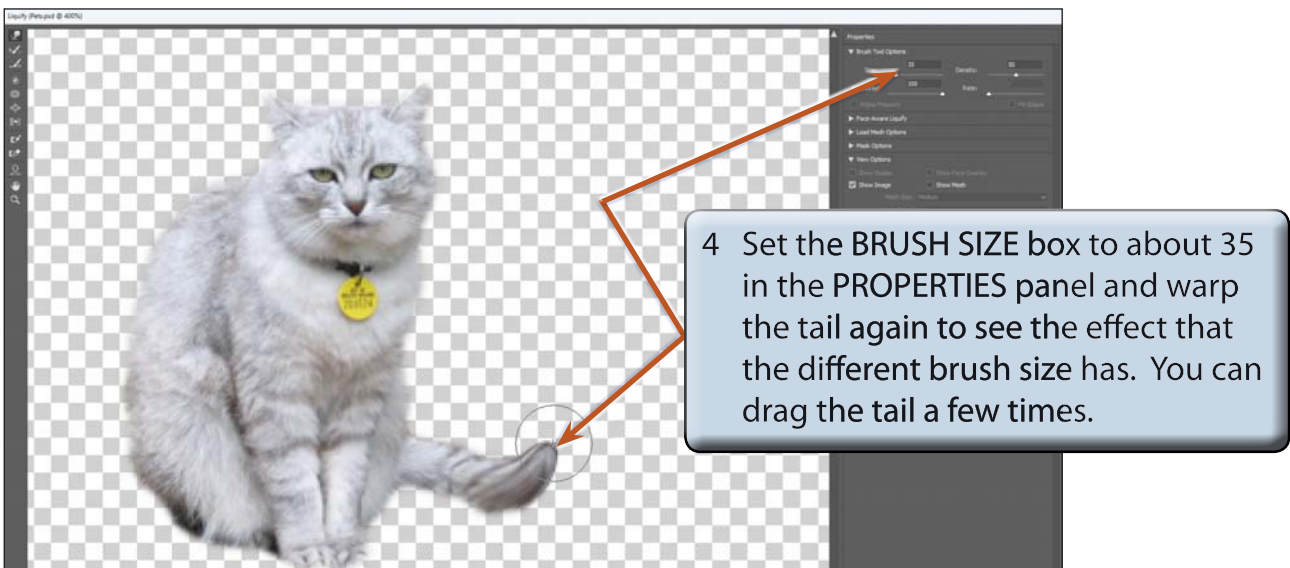 Liquify (Pets.psd @ 400%)
Properties
Brush Tool Options
35
Density:
50
100
Rate:
Face-Aware Liquify
Load Mesh Options
Mask Options
View Options
Show Image
Show Mesh
4 Set the BRUSH SIZE box to about 35
in the PROPERTIES panel and warp
the tail again to see the effect that
the different brush size has. You can
drag the tail a few times.